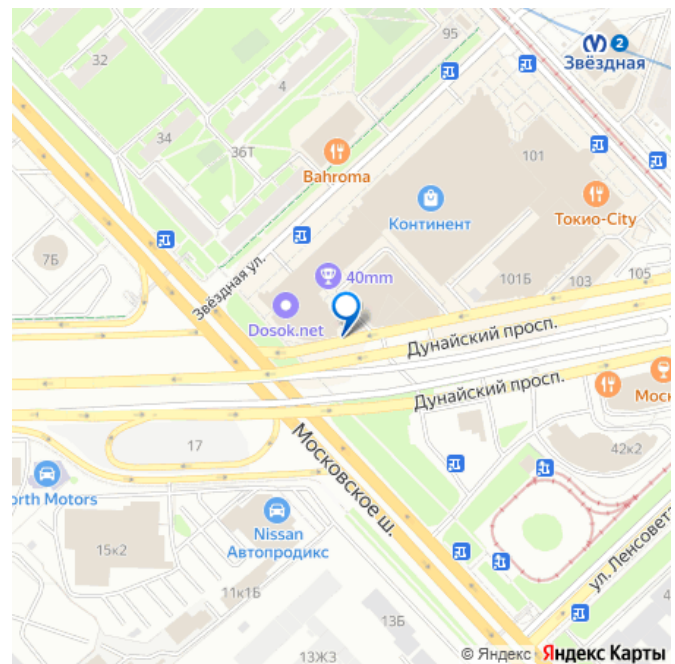 32
95
2
Звёздная
4
34
36Т
Bahroma
101
Континент
Токио-City
7Б
Звёздная ул.
40mm
101Б
103
105
Dosok.net
Дунайский просп.
Дунайский просп.
Моск
42к2
17
Московское ш.
orth Motors
Nissan
Автопродикс
15к2
11к1Б
13Б
13Ж3
ул. Ленсовета
4
© Яндекс Яндекс Карты